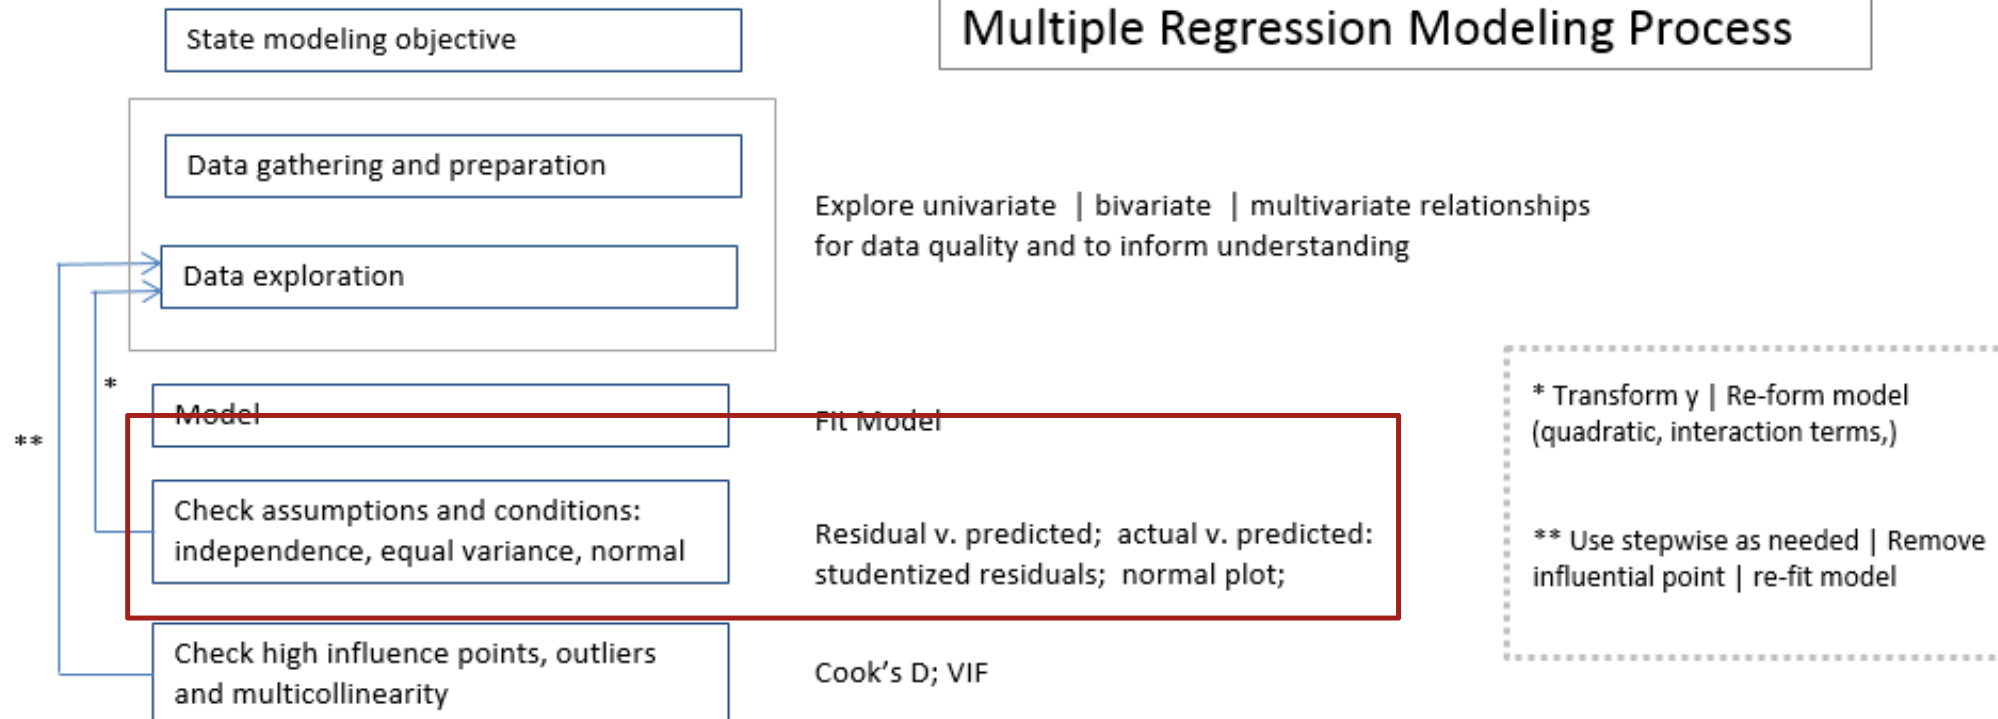 Multiple Regression Modeling Process
State modeling objective
Data gathering and preparation
Explore univariate | bivariate | multivariate relationships
for data quality and to inform understanding
Data exploration
*
**
Model
Fit Model
* Transform y | Re-form model
(quadratic, interaction terms,)
Check assumptions and conditions:
independence, equal variance, normal
Residual v. predicted; actual v. predicted:
studentized residuals; normal plot;
** Use stepwise as needed | Remove
influential point | re-fit model
Check high influence points, outliers
and multicollinearity
Cook’s D; VIF